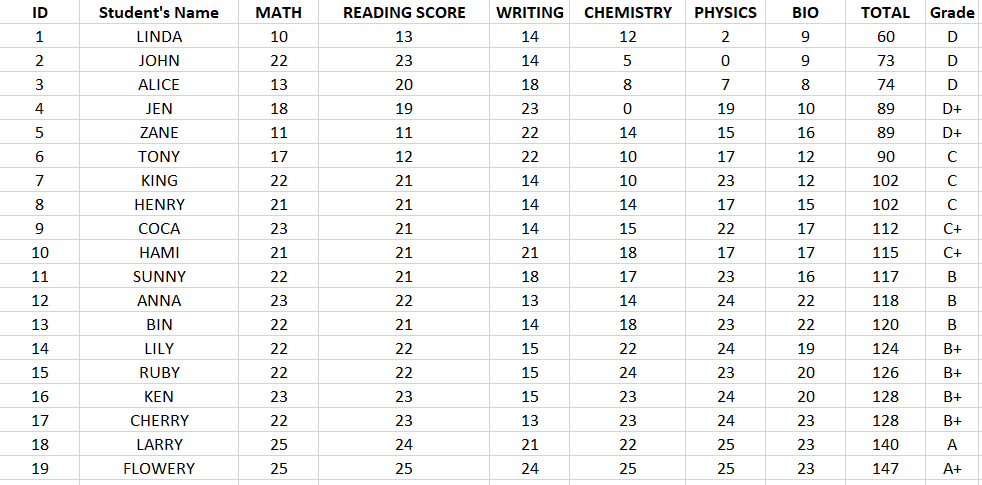 ID Student's Name MATH READING SCORE WRITING CHEMISTRY PHYSICS BIO TOTAL Grade
1 LINDA 10 13 14 12 2 9 60 D
2 JOHN 22 23 14 5 0 9 73 D
3 ALICE 13 20 18 8 7 8 74 D
4 JEN 18 19 23 0 19 10 89 D+
5 ZANE 11 11 22 14 15 16 89 D+
6 TONY 17 12 22 10 17 12 90 C
7 KING 22 21 14 10 23 12 102 C
8 HENRY 21 21 14 14 17 15 102 C
9 COCA 23 21 14 15 22 17 112 C+
10 HAMI 21 21 21 18 17 17 115 C+
11 SUNNY 22 21 18 17 23 16 117 B
12 ANNA 23 22 13 14 24 22 118 B
13 BIN 22 21 14 18 23 22 120 B
14 LILY 22 22 15 22 24 19 124 B+
15 RUBY 22 22 15 24 23 20 126 B+
16 KEN 23 23 15 23 24 20 128 B+
17 CHERRY 22 23 13 23 24 23 128 B+
18 LARRY 25 24 21 22 25 23 140 A
19 FLOWERY 25 25 24 25 25 23 147 A+